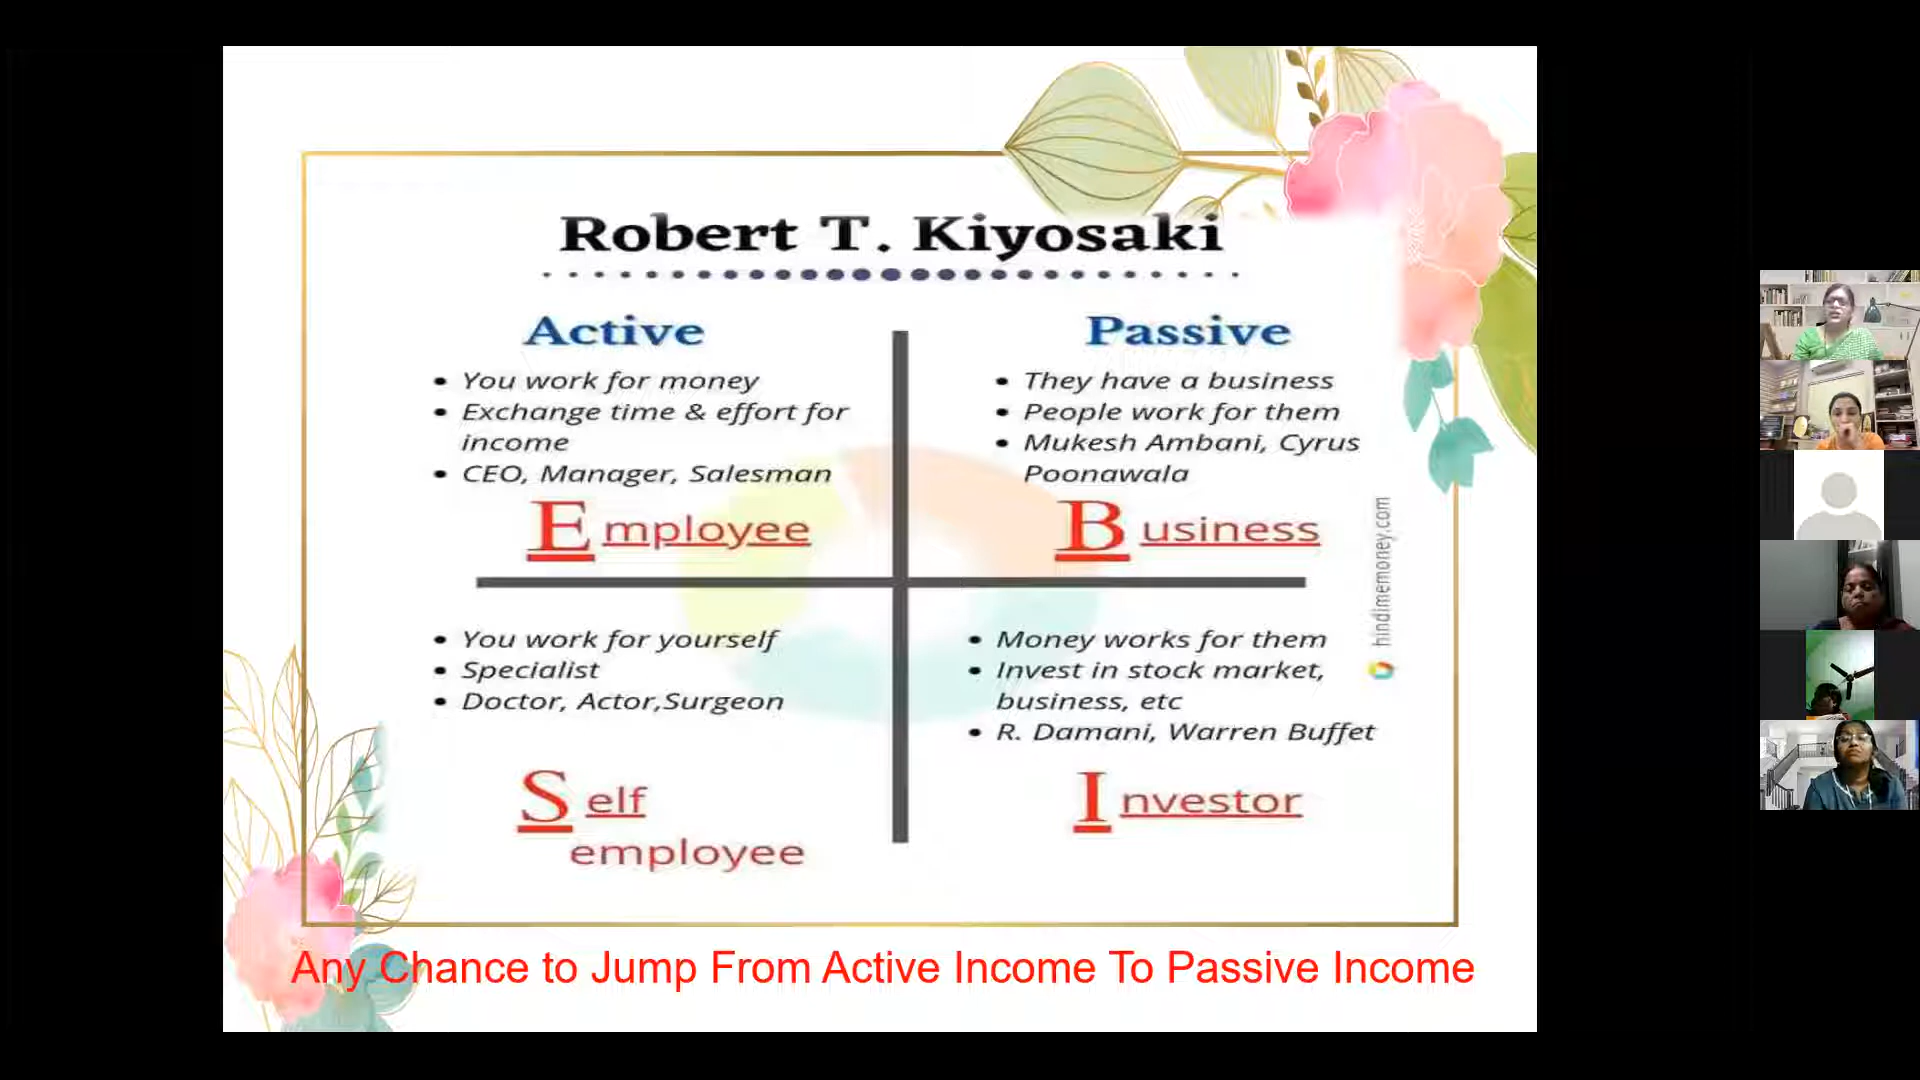 Robert T. Kiyosaki
Active
• You work for money
• Exchange time & effort for
income
• CEO, Manager, Salesman
Employee
Passive
• They have a business
• People work for them
• Mukesh Ambani, Cyrus
Poonawala
Business
• You work for yourself
• Specialist
• Doctor, Actor,Surgeon
Self
employee
• Money works for them
• Invest in stock market,
business, etc
• R. Damani, Warren Buffet
Investor
hindimemoney.com
Any Chance to Jump From Active Income To Passive Income